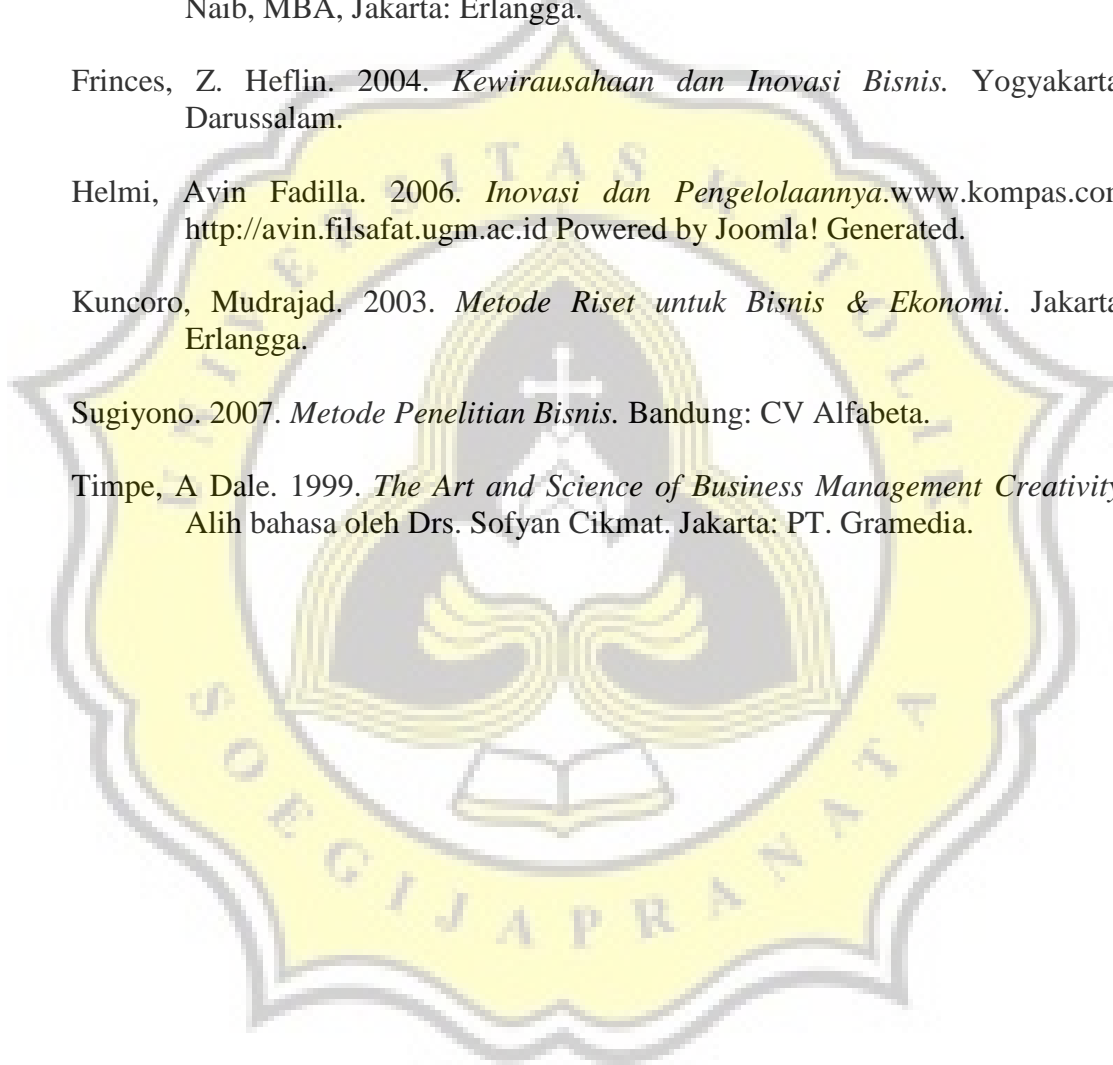 Naib, MBA, Jakarta: Erlangga.
Frinces, Z. Heflin. 2004. Kewirausahaan dan Inovasi Bisnis. Yogyakarta
Darussalam.
Helmi, Avin Fadilla. 2006. Inovasi dan Pengelolaannya.www.kompas.com
http://avin.filsafat.ugm.ac.id Powered by Joomla! Generated.
Kuncoro, Mudrajad. 2003. Metode Riset untuk Bisnis & Ekonomi. Jakarta
Erlangga.
Sugiyono. 2007. Metode Penelitian Bisnis. Bandung: CV Alfabeta.
Timpe, A Dale. 1999. The Art and Science of Business Management Creativity
Alih bahasa oleh Drs. Sofyan Cikmat. Jakarta: PT. Gramedia.
UNIVERSITAS KATOLIK
SOEGIJAPRANATA